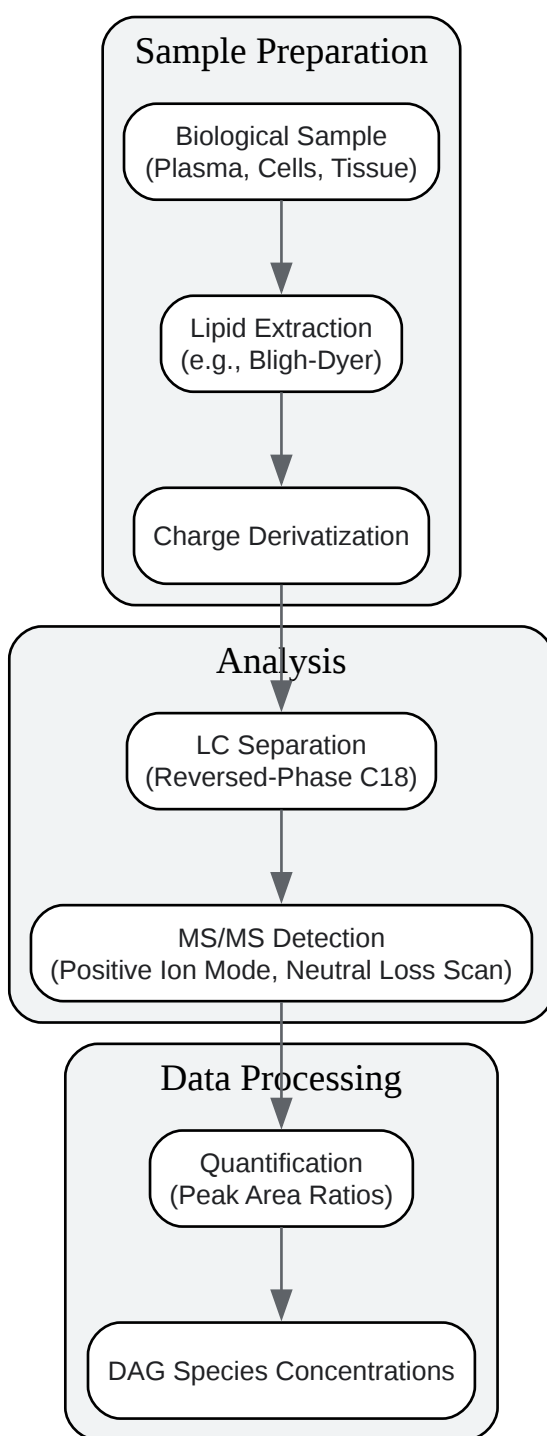 Sample Preparation
Biological Sample
(Plasma, Cells, Tissue)
Lipid Extraction
(e.g., Bligh-Dyer)
Charge Derivatization
Analysis
LC Separation
(Reversed-Phase C18)
MS/MS Detection
(Positive Ion Mode, Neutral Loss Scan)
Data Processing
Quantification
(Peak Area Ratios)
DAG Species Concentrations